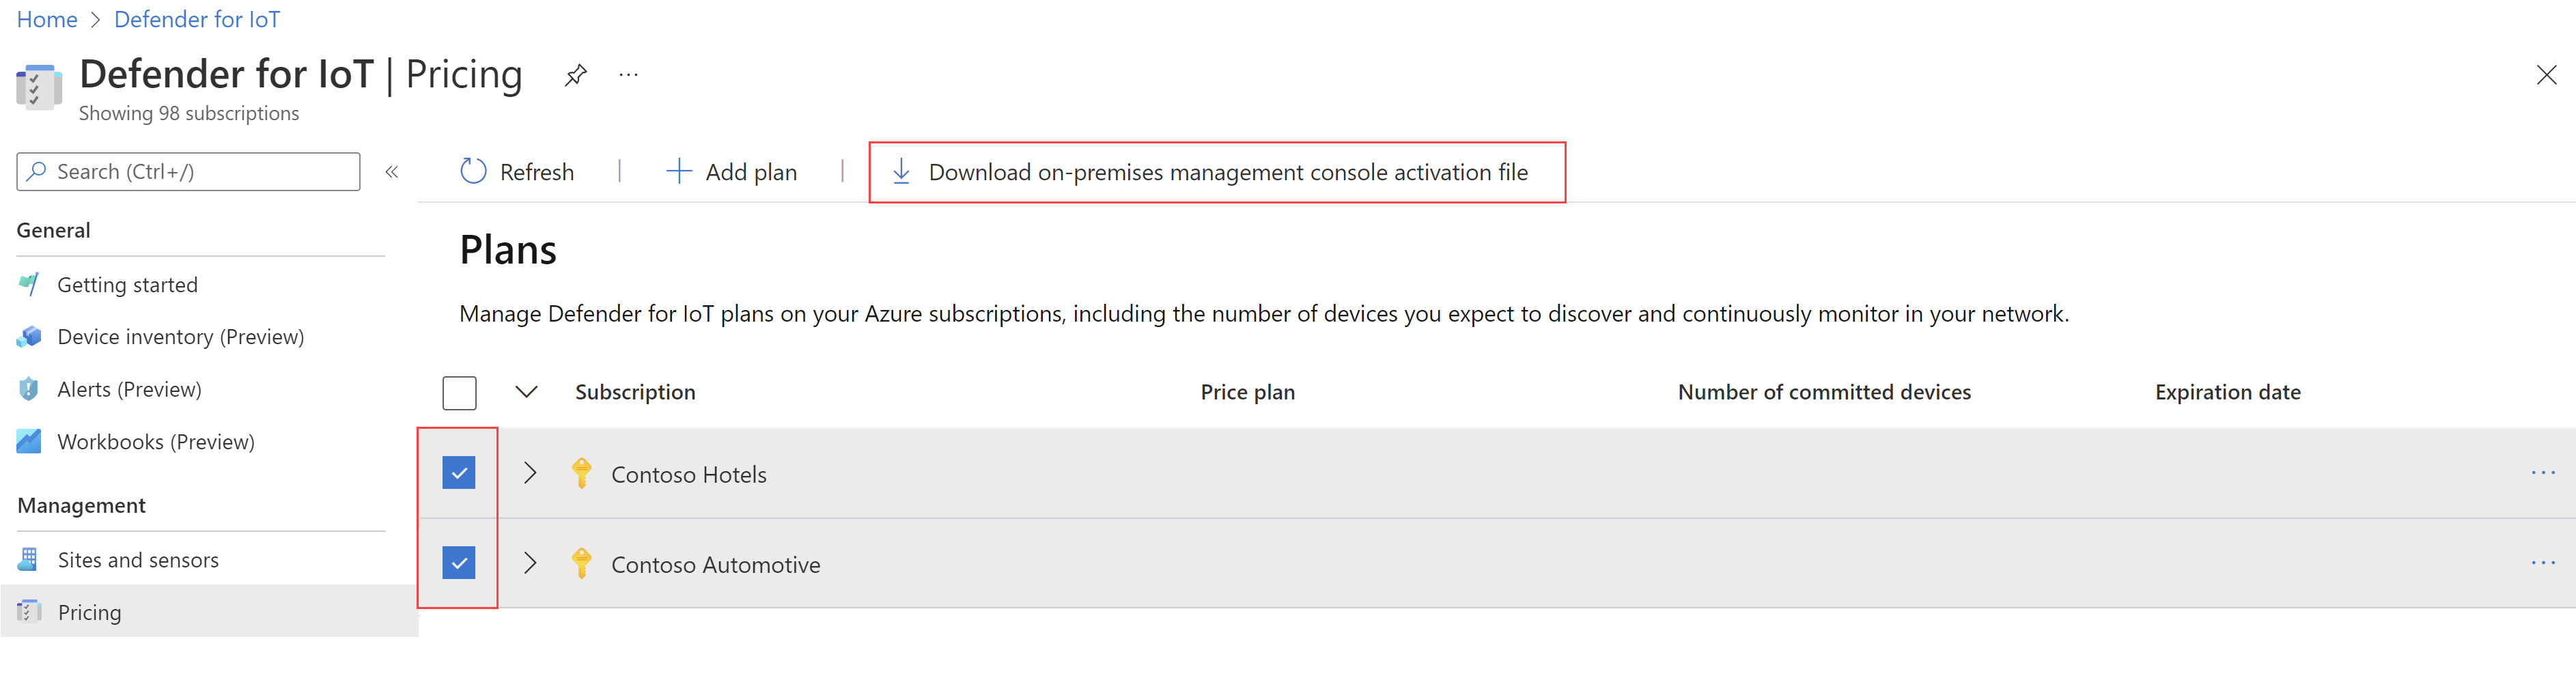 Home > Defender for IoT
Defender for IoT | Pricing ...
Showing 98 subscriptions
Search (Ctrl+/) «
General
Getting started
Device inventory (Preview)
Alerts (Preview)
Workbooks (Preview)
Management
Sites and sensors
Pricing
Refresh | Add plan | Download on-premises management console activation file
Plans
Manage Defender for IoT plans on your Azure subscriptions, including the number of devices you expect to discover and continuously monitor in your network.
Subscription Price plan Number of committed devices Expiration date
Contoso Hotels ...
Contoso Automotive ...